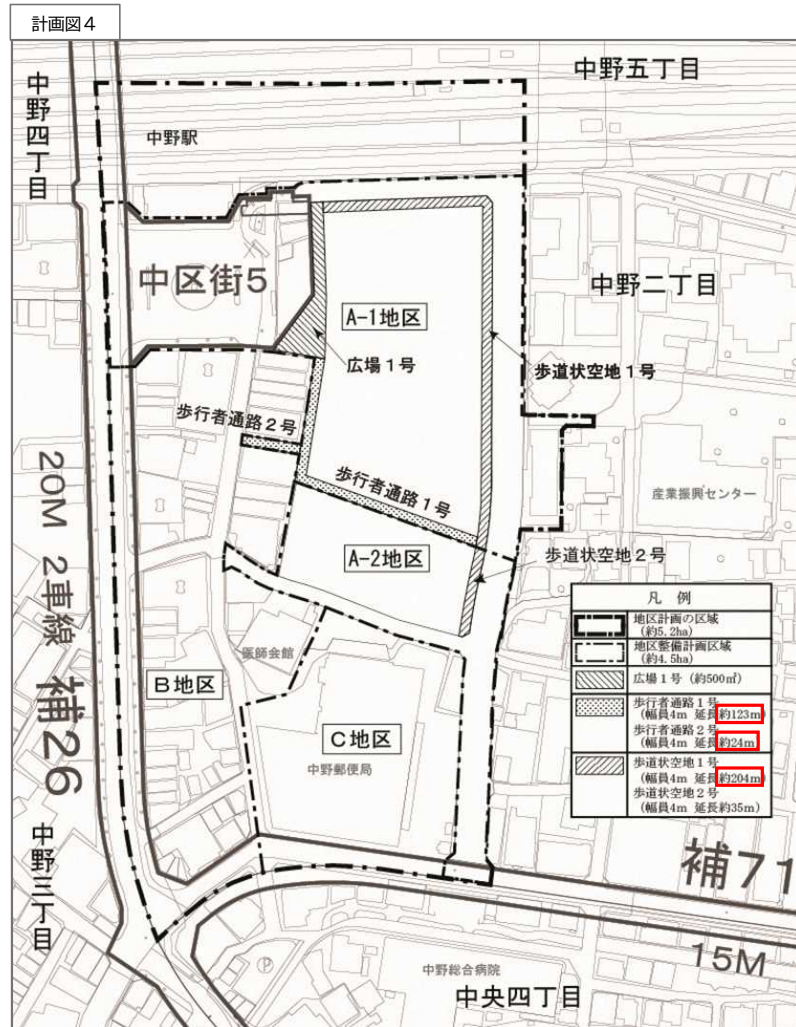 計画図４
中野五丁目
中野四丁目
中野駅
中区街5
中野二丁目
A-1地区
広場１号
歩道状空地１号
歩行者通路２号
歩行者通路１号
産業振興センター
20M 2車線 補26
A-2地区
歩道状空地２号
凡 例
地区計画の区域
(約5.2ha)
地区整備計画区域
(約4.5ha)
広場１号 (約500㎡)
歩行者通路１号
(幅員4m 延長約123m)
歩行者通路２号
(幅員4m 延長約24m)
歩道状空地１号
(幅員4m 延長約204m)
歩道状空地２号
(幅員4m 延長約35m)
医師会館
B地区
C地区
中野郵便局
中野三丁目
補71
15M
中野総合病院
中央四丁目
P